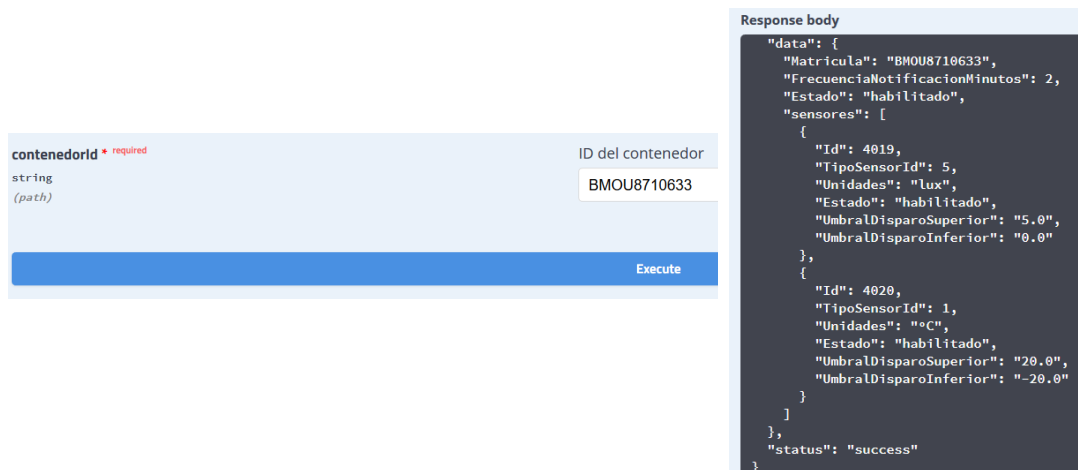 contenedorId * required
string
(path)
ID del contenedor
BMOU8710633
Execute
Response body
"data": {
"Matricula": "BMOU8710633",
"FrecuenciaNotificacionMinutos": 2,
"Estado": "habilitado",
"sensores": [
{
"Id": 4019,
"TipoSensorId": 5,
"Unidades": "lux",
"Estado": "habilitado",
"UmbralDisparoSuperior": "5.0",
"UmbralDisparoInferior": "0.0"
},
{
"Id": 4020,
"TipoSensorId": 1,
"Unidades": "ºC",
"Estado": "habilitado",
"UmbralDisparoSuperior": "20.0",
"UmbralDisparoInferior": "-20.0"
}
]
},
"status": "success"
}